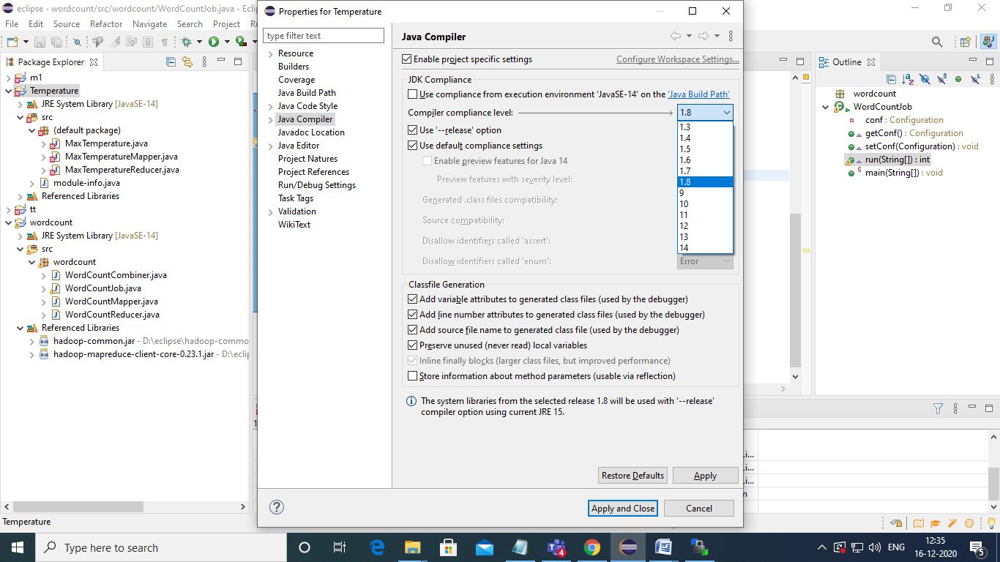 eclipse - wordcount/src/wordcount/WordCountJob.java - Eclipse
File Edit Source Refactor Navigate Search Project
Package Explorer
m1
Temperature
JRE System Library [JavaSE-14]
src
(default package)
MaxTemperature.java
MaxTemperatureMapper.java
MaxTemperatureReducer.java
module-info.java
Referenced Libraries
tt
wordcount
JRE System Library [JavaSE-14]
src
wordcount
WordCountCombiner.java
WordCountJob.java
WordCountMapper.java
WordCountReducer.java
Referenced Libraries
hadoop-common.jar - D:\eclipse\hadoop-commo
hadoop-mapreduce-client-core-0.23.1.jar - D:\eclip
Temperature
Properties for Temperature
type filter text
Resource
Builders
Coverage
Java Build Path
Java Code Style
Java Compiler
Javadoc Location
Java Editor
Project Natures
Project References
Run/Debug Settings
Task Tags
Validation
WikiText
Java Compiler
Enable project specific settings
Configure Workspace Settings...
JDK Compliance
Use compliance from execution environment 'JavaSE-14' on the 'Java Build Path'
Compiler compliance level:
1.8
1.3
1.4
1.5
1.6
1.7
1.8
9
10
11
12
13
14
Use '--release' option
Use default compliance settings
Enable preview features for Java 14
Preview features with severity level:
Generated .class files compatibility:
Source compatibility:
Disallow identifiers called 'assert':
Disallow identifiers called 'enum':
Error
Classfile Generation
Add variable attributes to generated class files (used by the debugger)
Add line number attributes to generated class files (used by the debugger)
Add source file name to generated class file (used by the debugger)
Preserve unused (never read) local variables
Inline finally blocks (larger class files, but improved performance)
Store information about method parameters (usable via reflection)
The system libraries from the selected release 1.8 will be used with '--release'
compiler option using current JRE 15.
Restore Defaults
Apply
Apply and Close
Cancel
Outline
wordcount
WordCountJob
conf : Configuration
getConf() : Configuration
setConf(Configuration) : void
run(String[]) : int
main(String[]) : void
Type here to search
4
ENG
12:35
16-12-2020
5